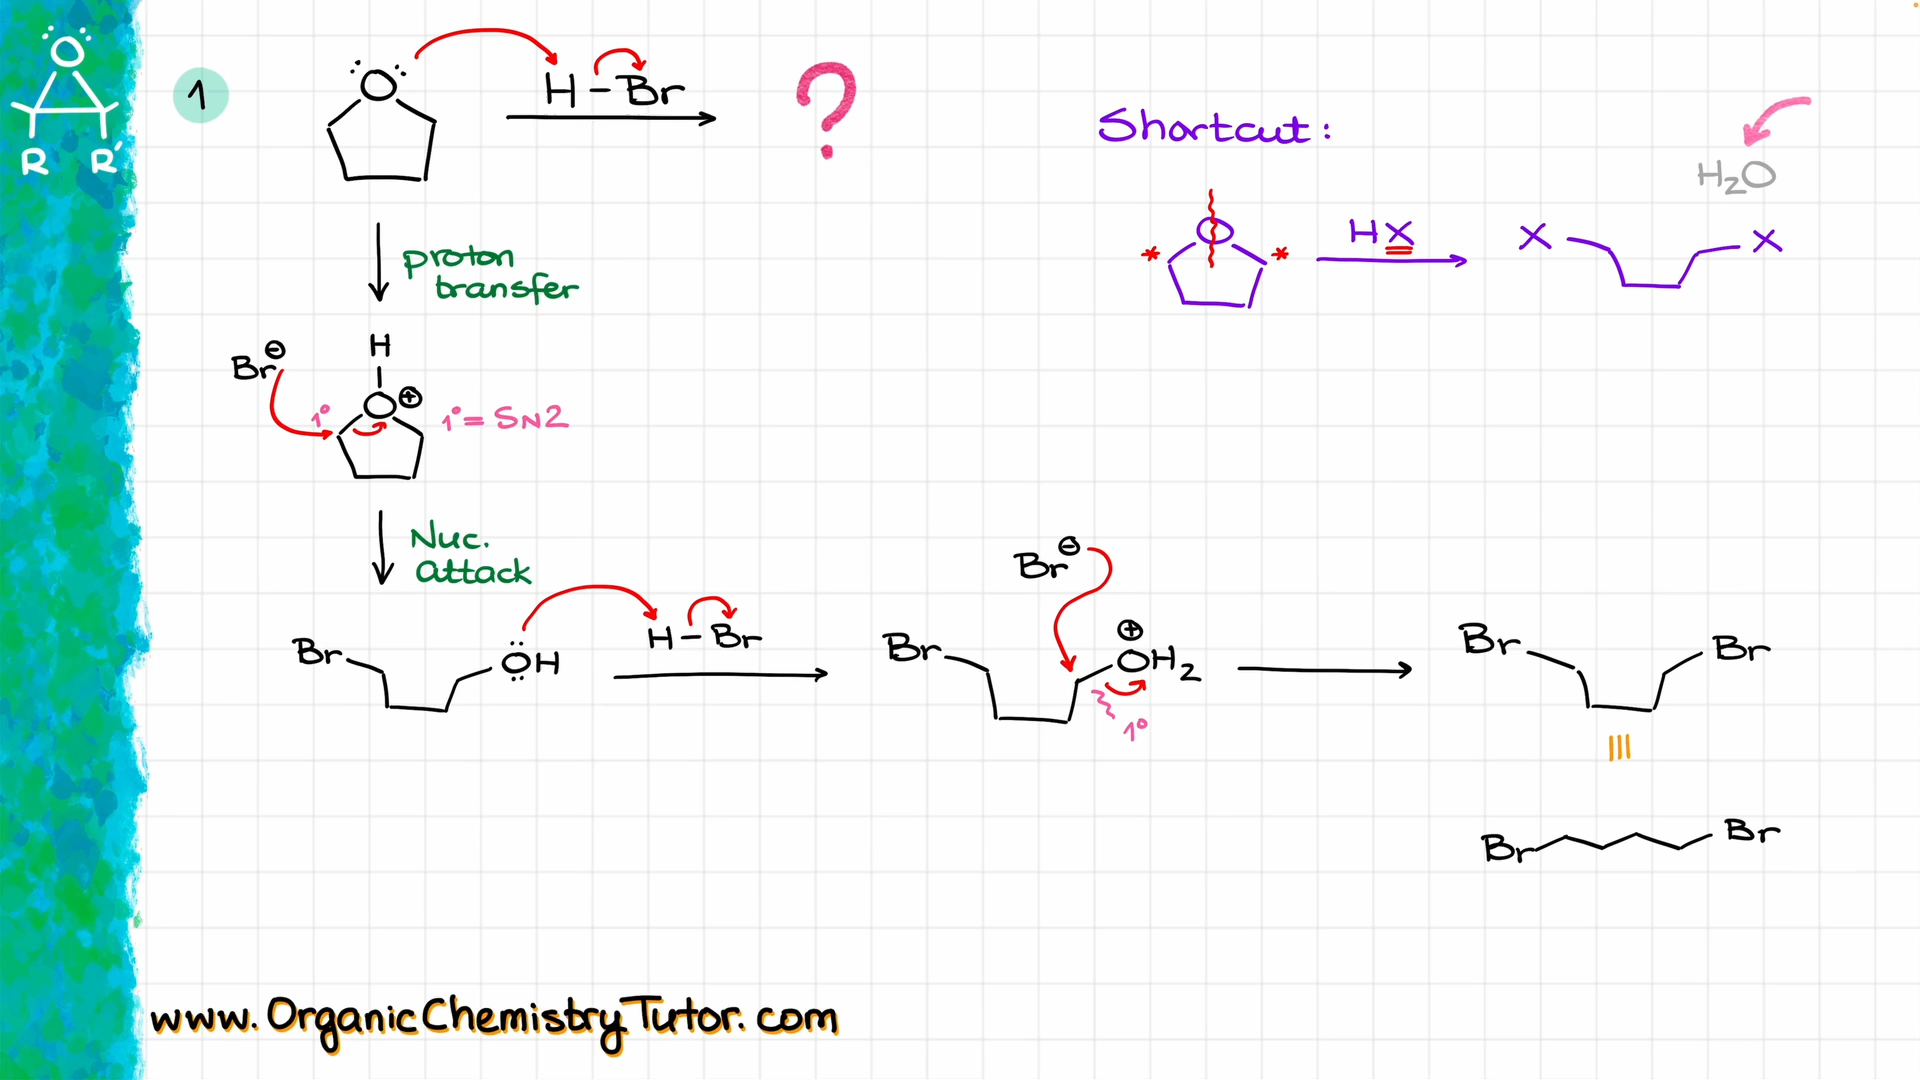 O
R R'
1
O
H-Br
?
Shortcut:
H₂O
O
* *
HX
X X
proton
transfer
H
Br⊖
O⊕
1°
1°= SN2
Nuc.
attack
Br
OH
H-Br
Br⊖
Br
⊕
OH₂
1°
Br Br
Br Br
www.OrganicChemistryTutor.com